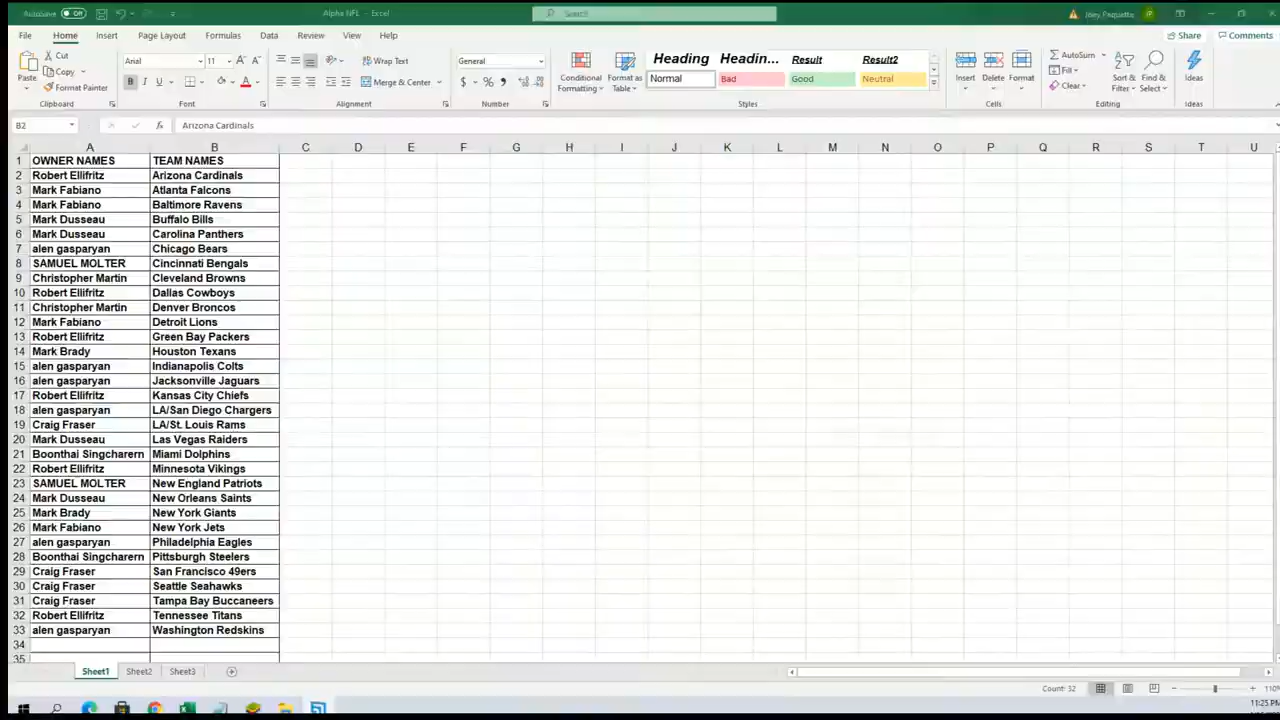 AutoSave Off Alpha NFL - Excel Search Joey Paquette JP
File Home Insert Page Layout Formulas Data Review View Help Share Comments
Paste Cut Copy Format Painter Clipboard
Arial 11 B I U Font
Wrap Text Merge & Center Alignment
General $ % Number
Conditional Formatting Format as Table
Heading Headin... Result Result2
Normal Bad Good Neutral
Styles
Insert Delete Format Cells
AutoSum Fill Clear Sort & Filter Find & Select Editing
Ideas Ideas
B2 fx Arizona Cardinals
A B C D E F G H I J K L M N O P Q R S T U
1 OWNER NAMES TEAM NAMES
2 Robert Ellifritz Arizona Cardinals
3 Mark Fabiano Atlanta Falcons
4 Mark Fabiano Baltimore Ravens
5 Mark Dusseau Buffalo Bills
6 Mark Dusseau Carolina Panthers
7 alen gasparyan Chicago Bears
8 SAMUEL MOLTER Cincinnati Bengals
9 Christopher Martin Cleveland Browns
10 Robert Ellifritz Dallas Cowboys
11 Christopher Martin Denver Broncos
12 Mark Fabiano Detroit Lions
13 Robert Ellifritz Green Bay Packers
14 Mark Brady Houston Texans
15 alen gasparyan Indianapolis Colts
16 alen gasparyan Jacksonville Jaguars
17 Robert Ellifritz Kansas City Chiefs
18 alen gasparyan LA/San Diego Chargers
19 Craig Fraser LA/St. Louis Rams
20 Mark Dusseau Las Vegas Raiders
21 Boonthai Singcharern Miami Dolphins
22 Robert Ellifritz Minnesota Vikings
23 SAMUEL MOLTER New England Patriots
24 Mark Dusseau New Orleans Saints
25 Mark Brady New York Giants
26 Mark Fabiano New York Jets
27 alen gasparyan Philadelphia Eagles
28 Boonthai Singcharern Pittsburgh Steelers
29 Craig Fraser San Francisco 49ers
30 Craig Fraser Seattle Seahawks
31 Craig Fraser Tampa Bay Buccaneers
32 Robert Ellifritz Tennessee Titans
33 alen gasparyan Washington Redskins
34
35
Sheet1 Sheet2 Sheet3
Count: 32 110%
11:25 PM